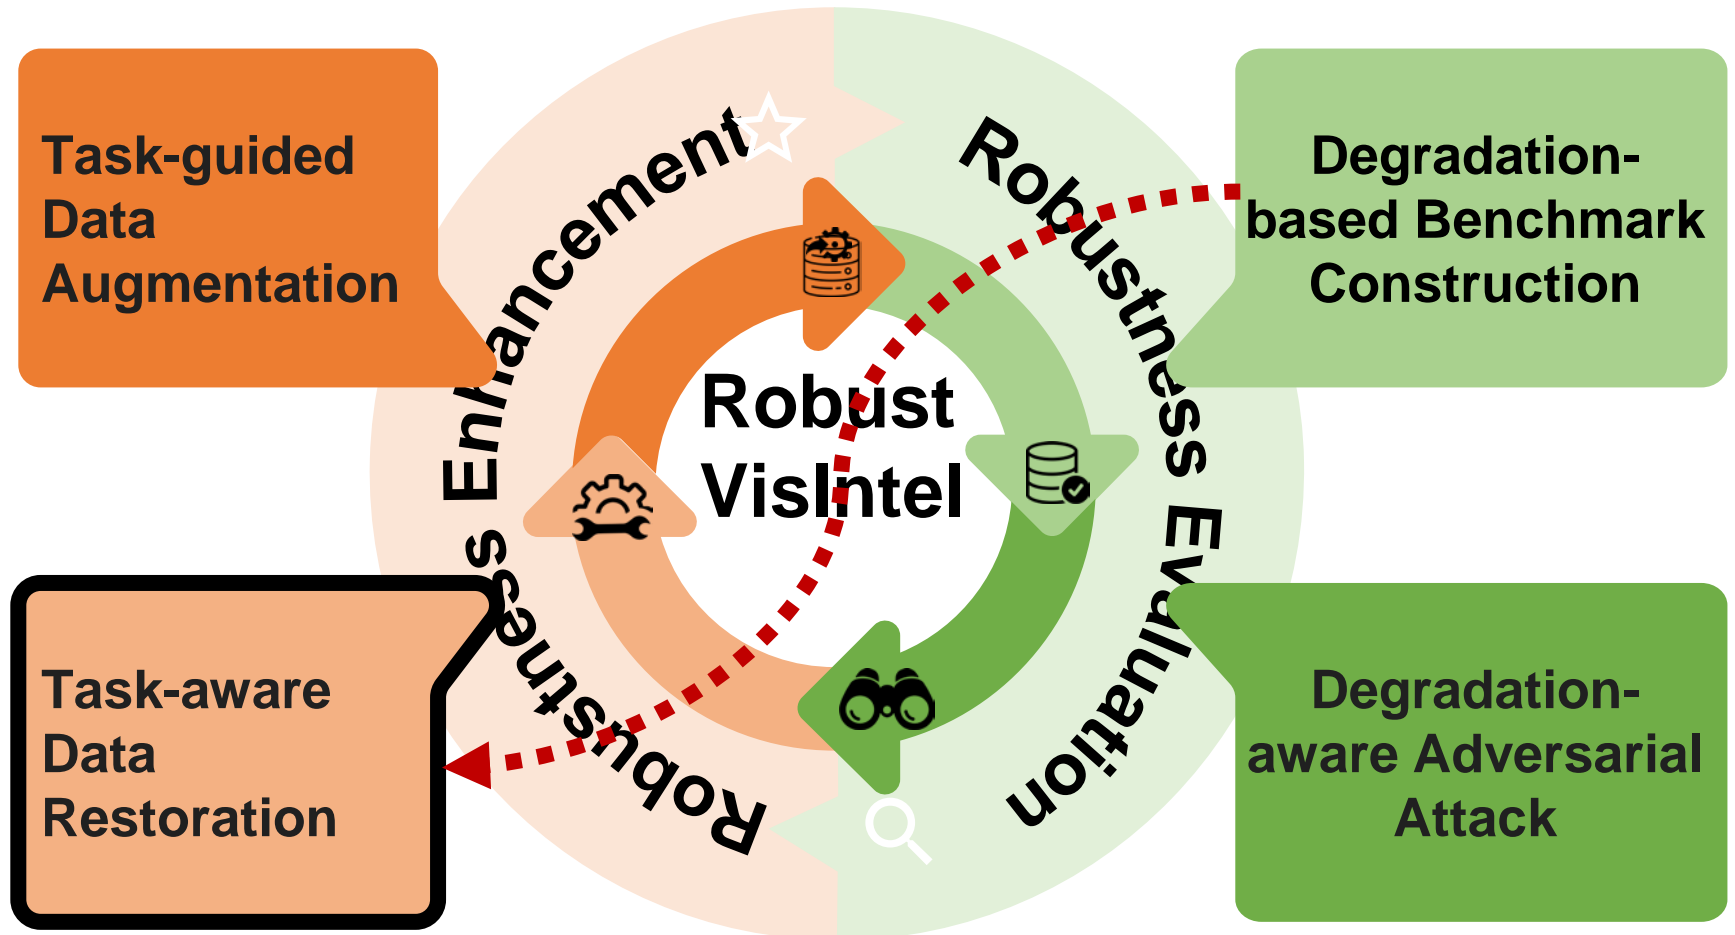 Task-guided
Data
Augmentation
Robustness Enhancement
Robustness Evaluation
Degradation-
based Benchmark
Construction
Robust
VisIntel
Task-aware
Data
Restoration
Degradation-
aware Adversarial
Attack